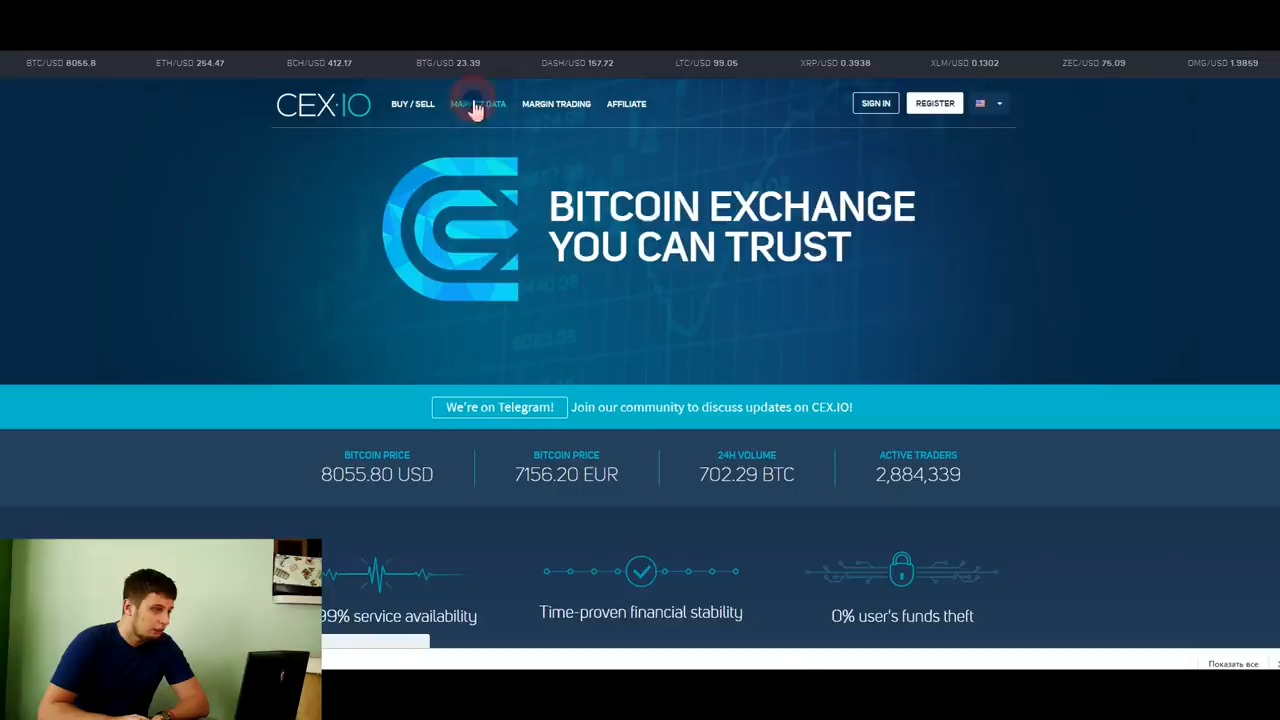 BTC/USD 8055.8 ETH/USD 264.47 BCH/USD 412.17 BTG/USD 23.39 DASH/USD 157.72 LTC/USD 99.05 XRP/USD 0.3938 XLM/USD 0.1302 ZEC/USD 75.09 OMG/USD 1.9859
CEX.IO BUY / SELL MARKET DATA MARGIN TRADING AFFILIATE SIGN IN REGISTER
BITCOIN EXCHANGE
YOU CAN TRUST
We're on Telegram! Join our community to discuss updates on CEX.IO!
BITCOIN PRICE BITCOIN PRICE 24H VOLUME ACTIVE TRADERS
8055.80 USD 7156.20 EUR 702.29 BTC 2,884,339
99% service availability Time-proven financial stability 0% user's funds theft
Показать все